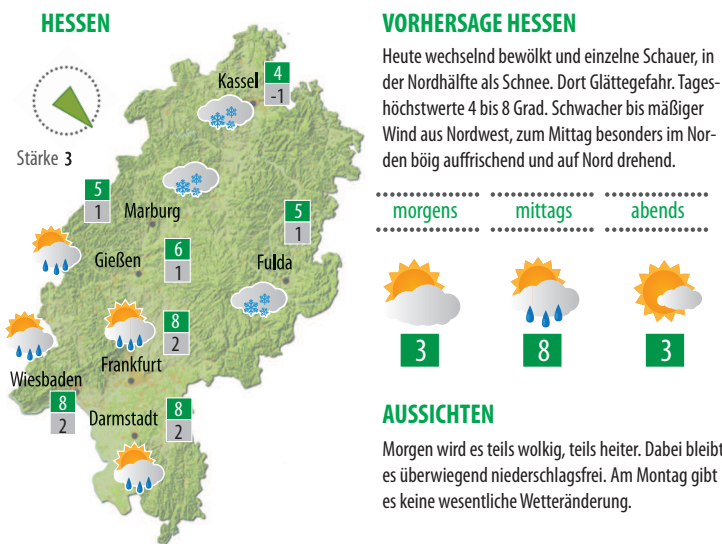 HESSEN
Stärke 3
Kassel
4
-1
5
1
Marburg
5
1
Gießen
6
1
Fulda
8
2
Frankfurt
Wiesbaden
8
2
Darmstadt
8
2
VORHERSAGE HESSEN
Heute wechselnd bewölkt und einzelne Schauer, in
der Nordhälfte als Schnee. Dort Glättegefahr. Tages-
höchstwerte 4 bis 8 Grad. Schwacher bis mäßiger
Wind aus Nordwest, zum Mittag besonders im Nor-
den böig auffrischend und auf Nord drehend.
morgens mittags abends
3 8 3
AUSSICHTEN
Morgen wird es teils wolkig, teils heiter. Dabei bleibt
es überwiegend niederschlagsfrei. Am Montag gibt
es keine wesentliche Wetteränderung.